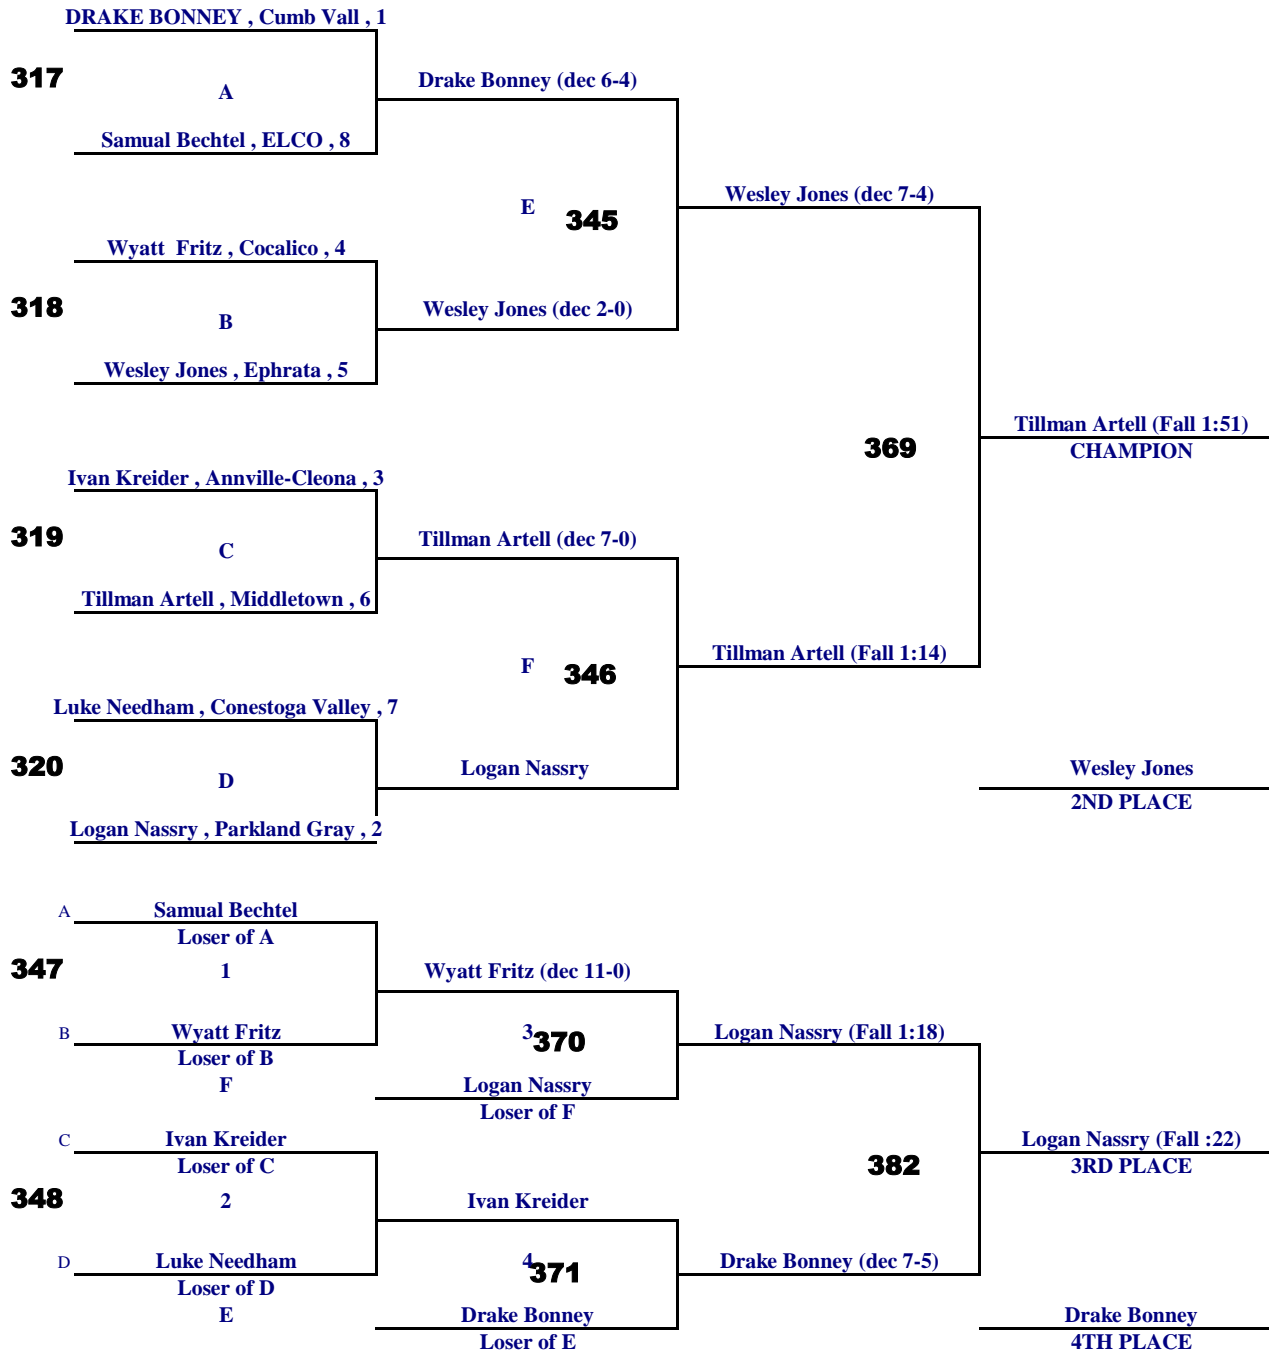 DRAKE BONNEY , Cumb Vall , 1
317
A
Drake Bonney (dec 6-4)
Samual Bechtel , ELCO , 8
E
345
Wesley Jones (dec 7-4)
Wyatt  Fritz , Cocalico , 4
318
B
Wesley Jones (dec 2-0)
Wesley Jones , Ephrata , 5
369
Tillman Artell (Fall 1:51)
CHAMPION
Ivan Kreider , Annville-Cleona , 3
319
C
Tillman Artell (dec 7-0)
Tillman Artell , Middletown , 6
F
346
Tillman Artell (Fall 1:14)
Luke Needham , Conestoga Valley , 7
320
D
Logan Nassry
Wesley Jones
2ND PLACE
Logan Nassry , Parkland Gray , 2
A
Samual Bechtel
Loser of A
347
1
Wyatt Fritz (dec 11-0)
B
Wyatt Fritz
Loser of B
3
370
Logan Nassry (Fall 1:18)
F
Logan Nassry
Loser of F
C
Ivan Kreider
Loser of C
382
Logan Nassry (Fall :22)
3RD PLACE
348
2
Ivan Kreider
D
Luke Needham
Loser of D
4
371
Drake Bonney (dec 7-5)
E
Drake Bonney
Loser of E
Drake Bonney
4TH PLACE